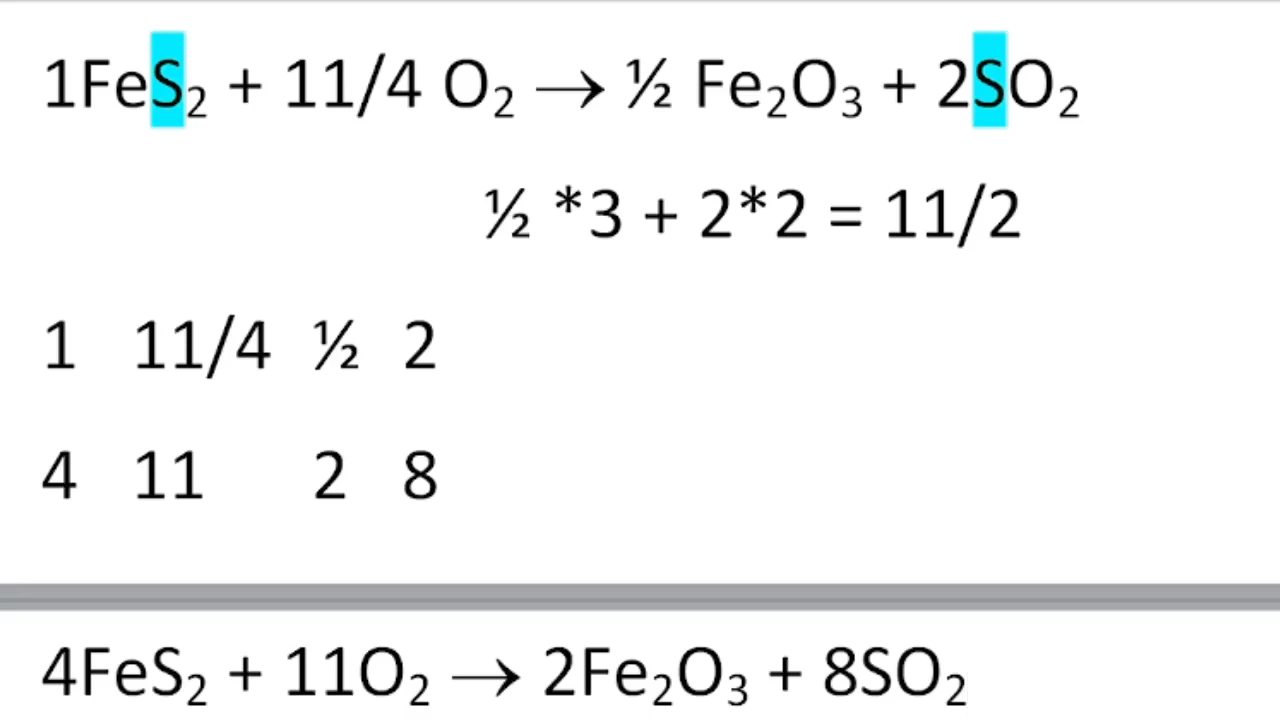 1FeS₂ + 11/4 O₂ → ½ Fe₂O₃ + 2SO₂
½ *3 + 2*2 = 11/2
1 11/4 ½ 2
4 11 2 8
4FeS₂ + 11O₂ → 2Fe₂O₃ + 8SO₂